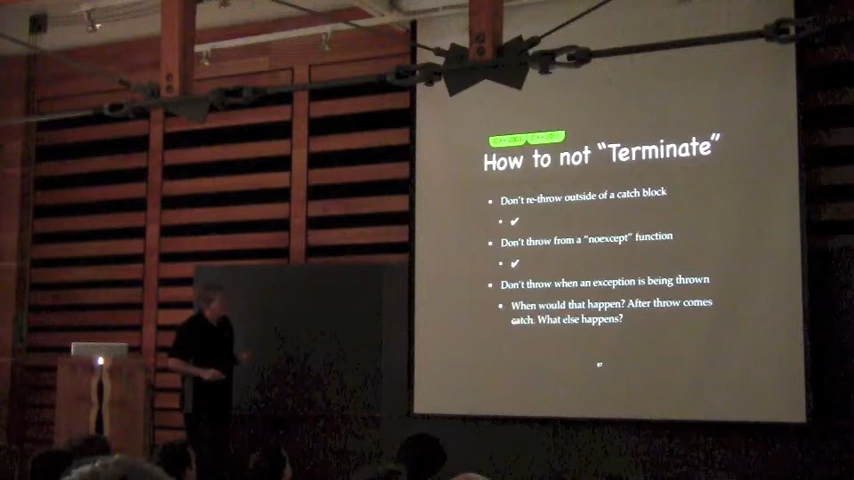 C++ 2003
How to not “Terminate”
• Don't re-throw outside of a catch block
• ✔
• Don't throw from a “noexcept” function
• ✔
• Don't throw when an exception is being thrown
• When would that happen? After throw comes
catch. What else happens?